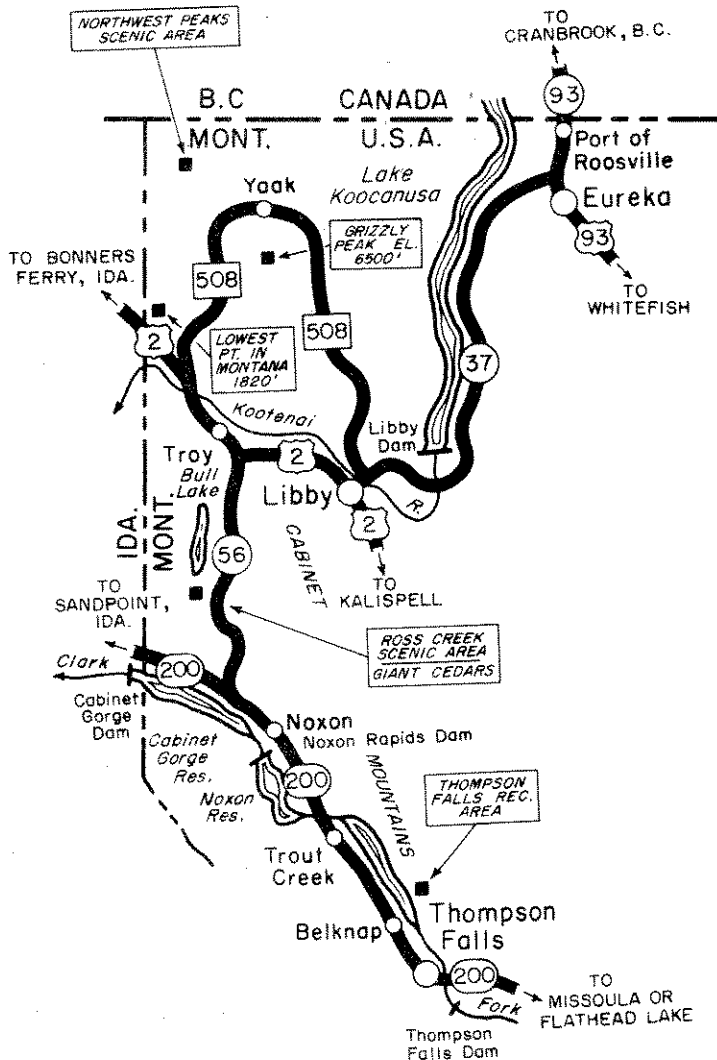 NORTHWEST PEAKS
SCENIC AREA
TO
CRANBROOK, B.C.
93
B.C
CANADA
MONT.
U.S.A.
Port of
Roosville
Lake
Koocanusa
Yaak
Eureka
93
GRIZZLY
PEAK EL.
6500'
TO BONNERS
FERRY, IDA.
TO
WHITEFISH
508
508
2
LOWEST
PT. IN
MONTANA
1820'
37
Kootenai
Libby
Dam
Troy
Bull
Lake
2
Libby
R.
2
IDA.
MONT.
56
CABINET
TO
KALISPELL
TO
SANDPOINT,
IDA.
ROSS CREEK
SCENIC AREA
GIANT CEDARS
Clark
200
Cabinet
Gorge
Dam
Noxon
Noxon Rapids Dam
Cabinet
Gorge
Res.
200
Noxon
Res.
MOUNTAINS
THOMPSON
FALLS REC.
AREA
Trout
Creek
Belknap
Thompson
Falls
200
TO
MISSOULA OR
FLATHEAD LAKE
Fork
Thompson
Falls Dam